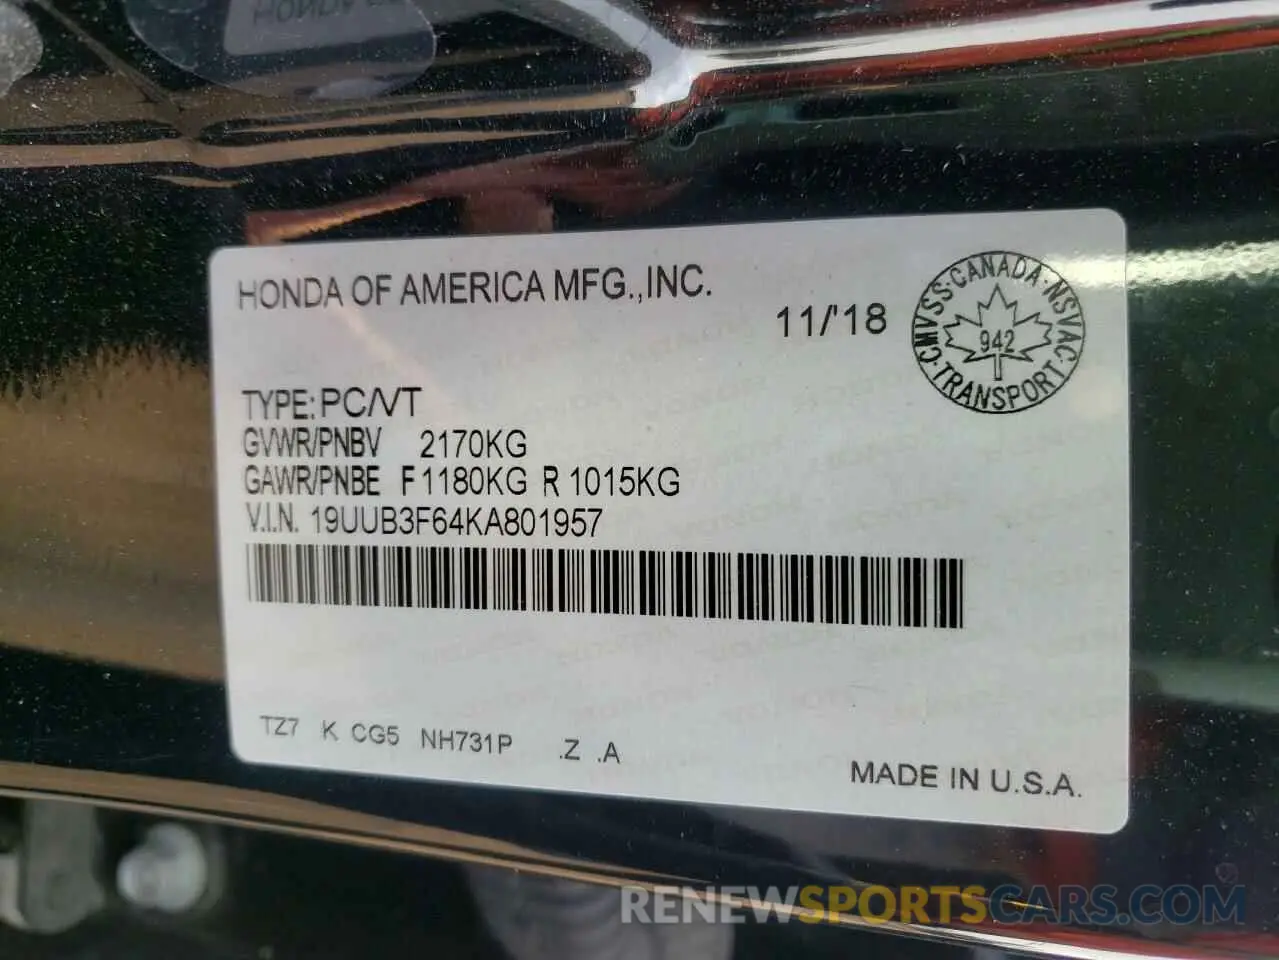 HONDA OF AMERICA MFG.,INC.
11/'18
CMVSS·CANADA·NSVAC·TRANSPORT·
942
TYPE: PC/VT
GVWR/PNBV 2170KG
GAWR/PNBE F 1180KG R 1015KG
V.I.N. 19UUB3F64KA801957
TZ7 K CG5 NH731P .Z .A
MADE IN U.S.A.
RENEWSPORTSCARS.COM